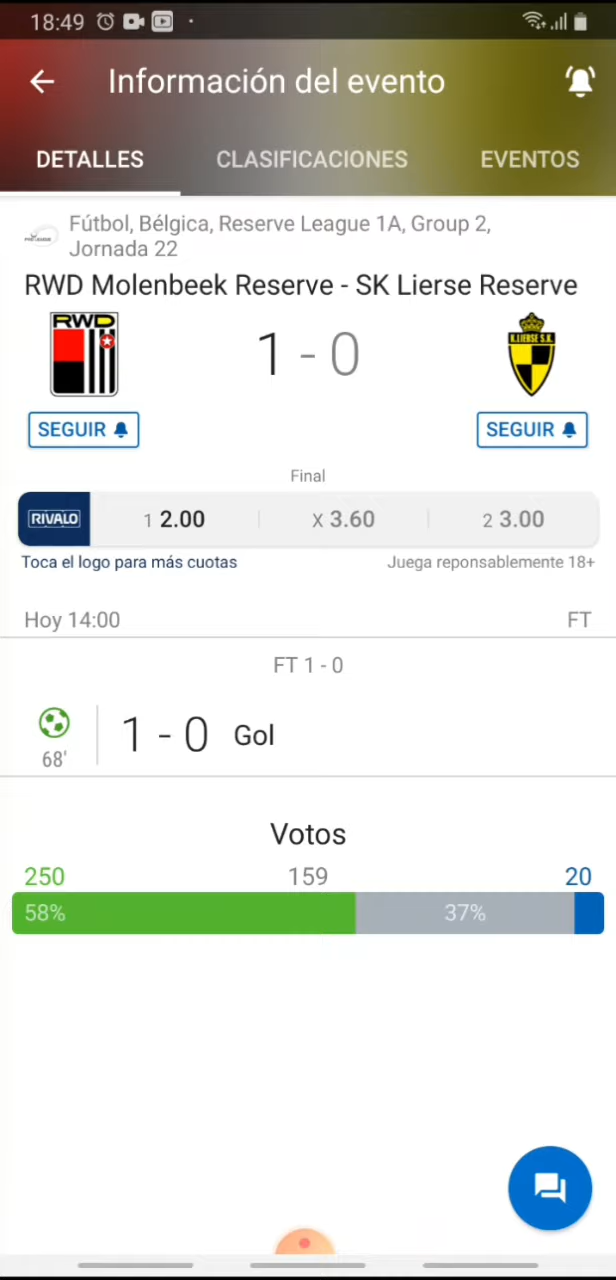 18:49
Información del evento
DETALLES CLASIFICACIONES EVENTOS
Fútbol, Bélgica, Reserve League 1A, Group 2,
Jornada 22
RWD Molenbeek Reserve - SK Lierse Reserve
RWD
K.LIERSE S.K.
1 - 0
SEGUIR SEGUIR
Final
RIVALO 1 2.00 X 3.60 2 3.00
Toca el logo para más cuotas Juega reponsablemente 18+
Hoy 14:00 FT
FT 1 - 0
1 - 0 Gol
68'
Votos
250 159 20
58% 37%